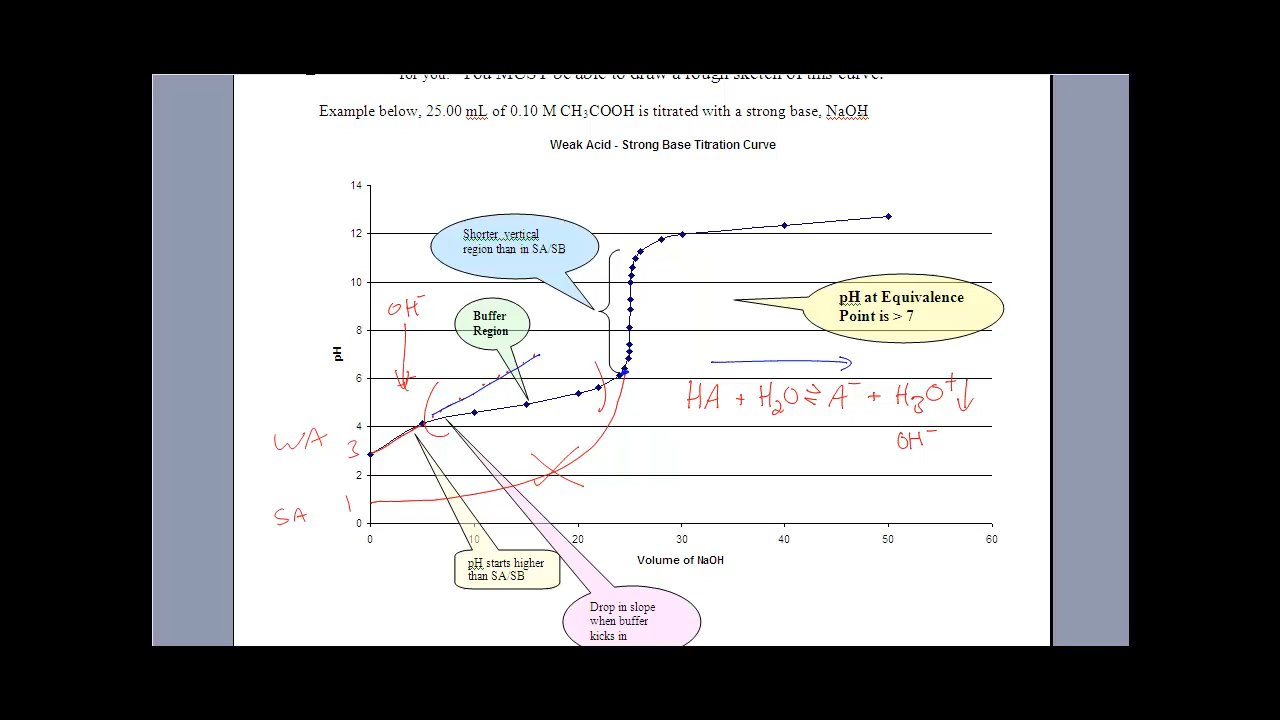 for you. You MUST be able to draw a rough sketch of this curve.
Example below, 25.00 mL of 0.10 M CH₃COOH is titrated with a strong base, NaOH
Weak Acid - Strong Base Titration Curve
14
12
10
8
6
4
2
0
pH
Shorter vertical
region than in SA/SB
Buffer
Region
pH at Equivalence
Point is > 7
OH⁻
HA + H₂O ⇌ A⁻ + H₃O⁺ ↓
OH⁻
WA 3
SA 1
0 10 20 30 40 50 60
Volume of NaOH
pH starts higher
than SA/SB
Drop in slope
when buffer
kicks in